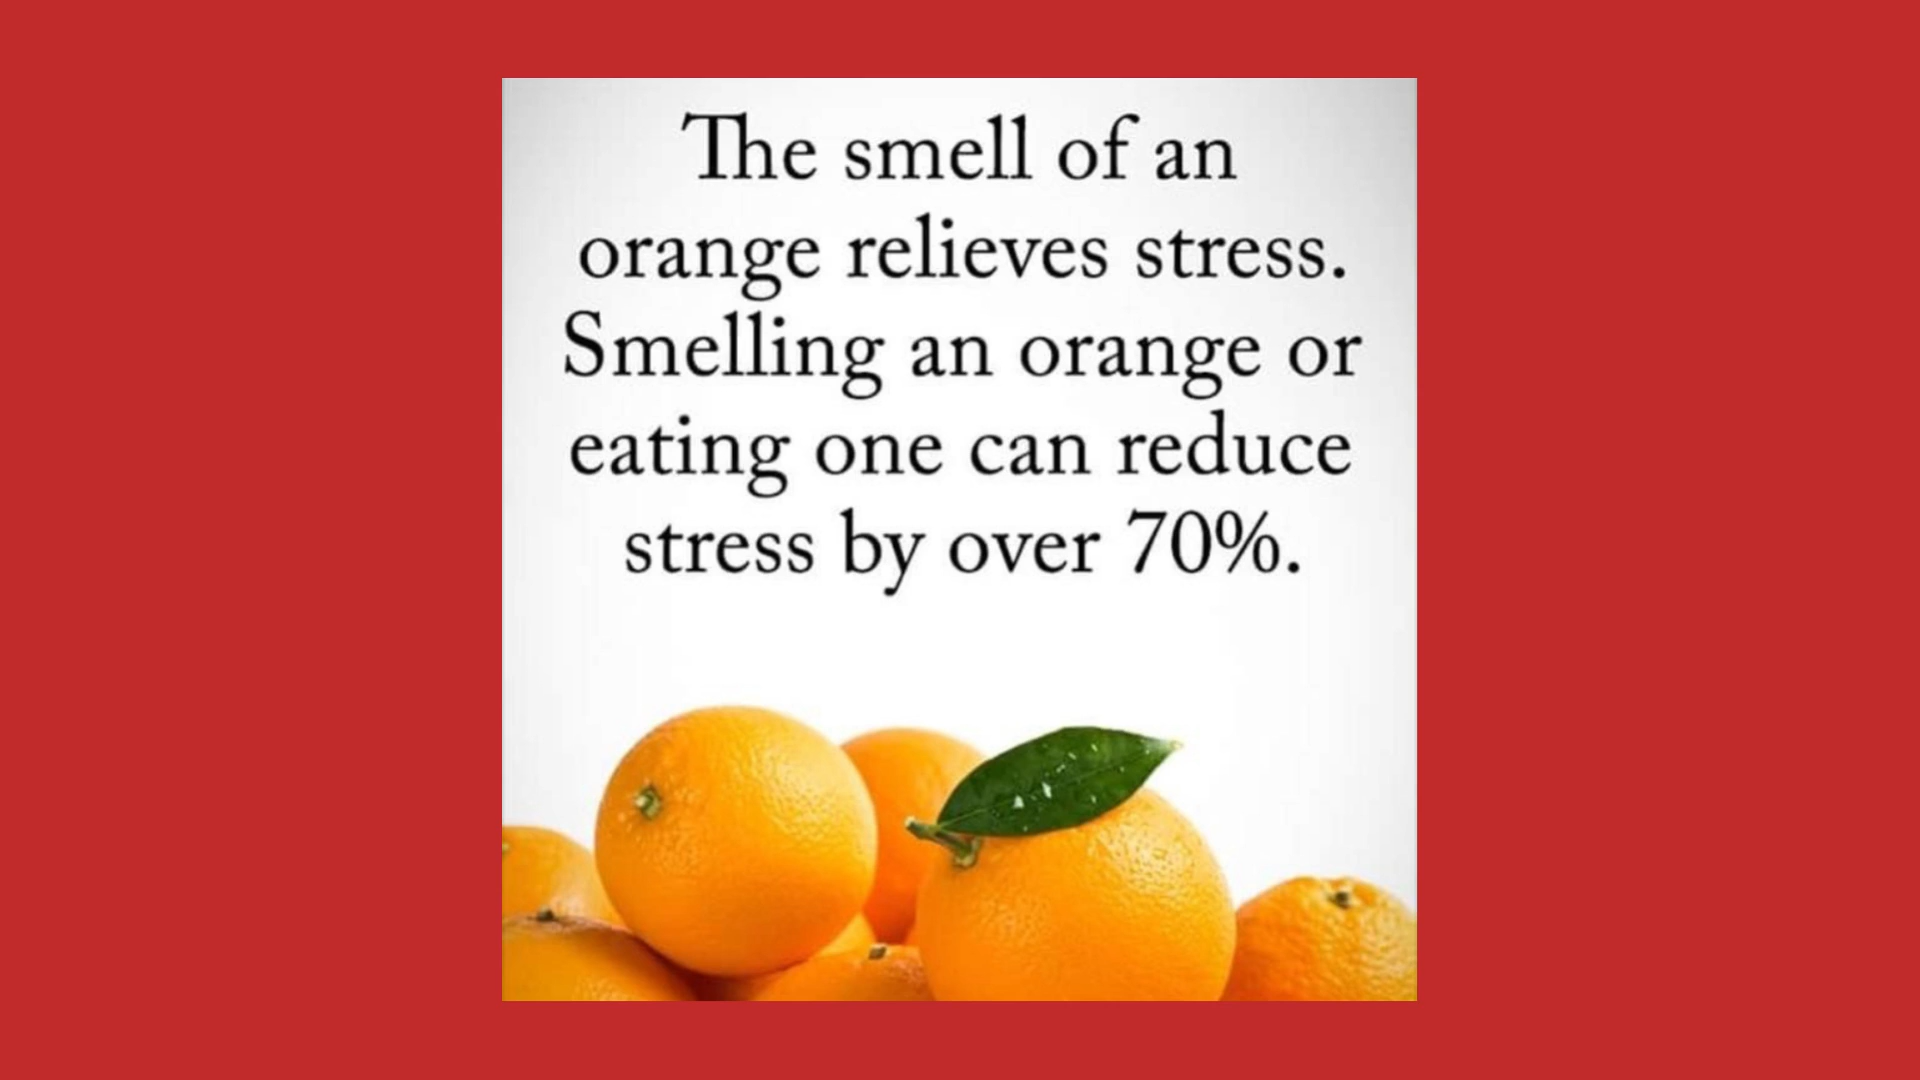 The smell of an
orange relieves stress.
Smelling an orange or
eating one can reduce
stress by over 70%.